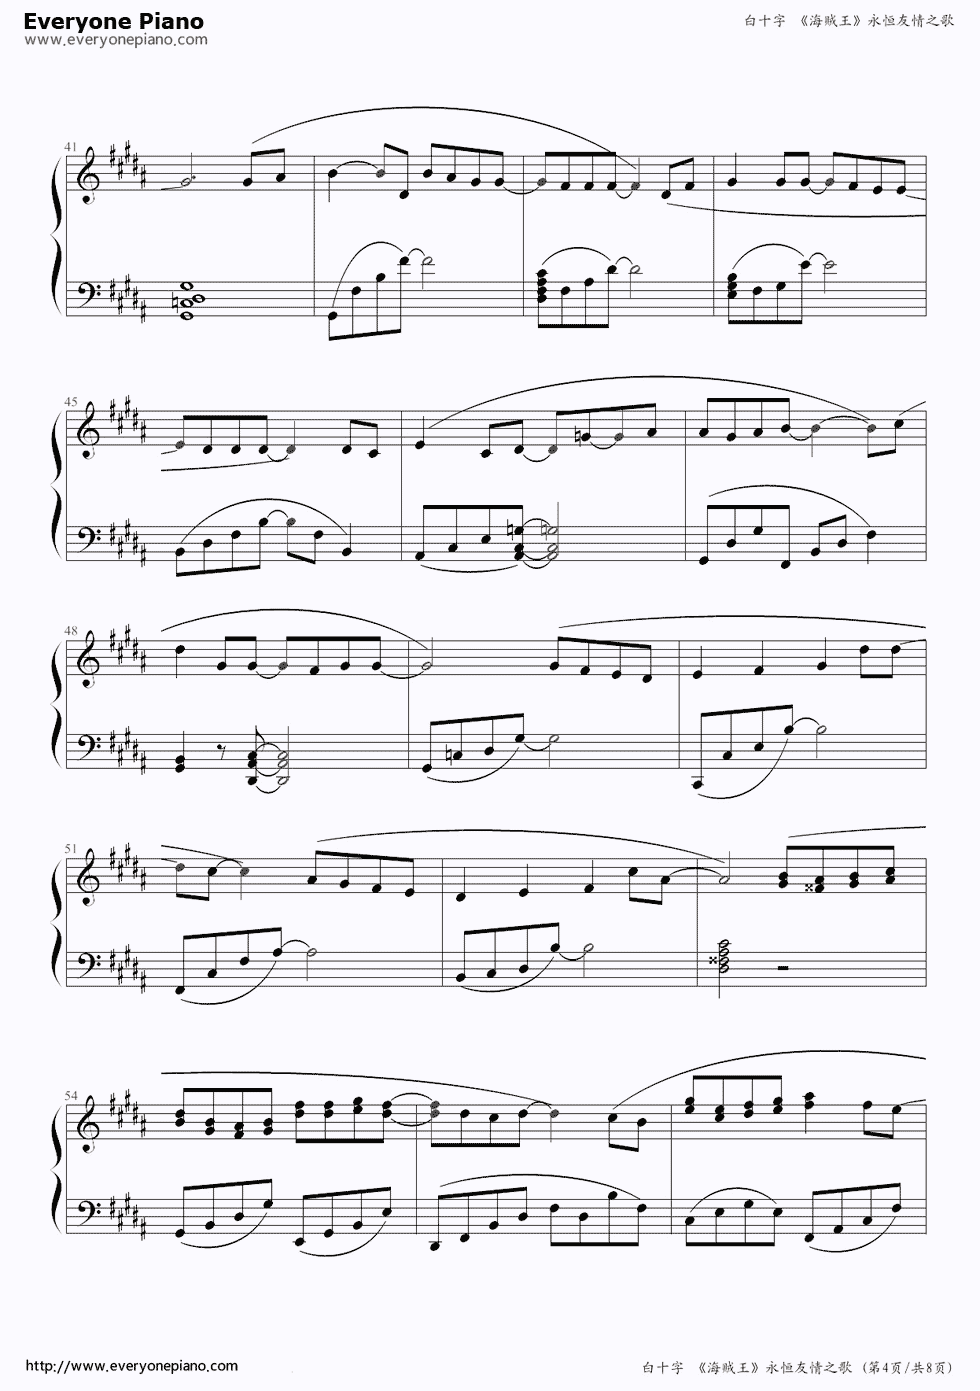 Everyone Piano
www.everyonepiano.com
白十字 《海贼王》永恒友情之歌
41
45
48
51
54
http://www.everyonepiano.com
白十字 《海贼王》永恒友情之歌 (第4页/共8页)